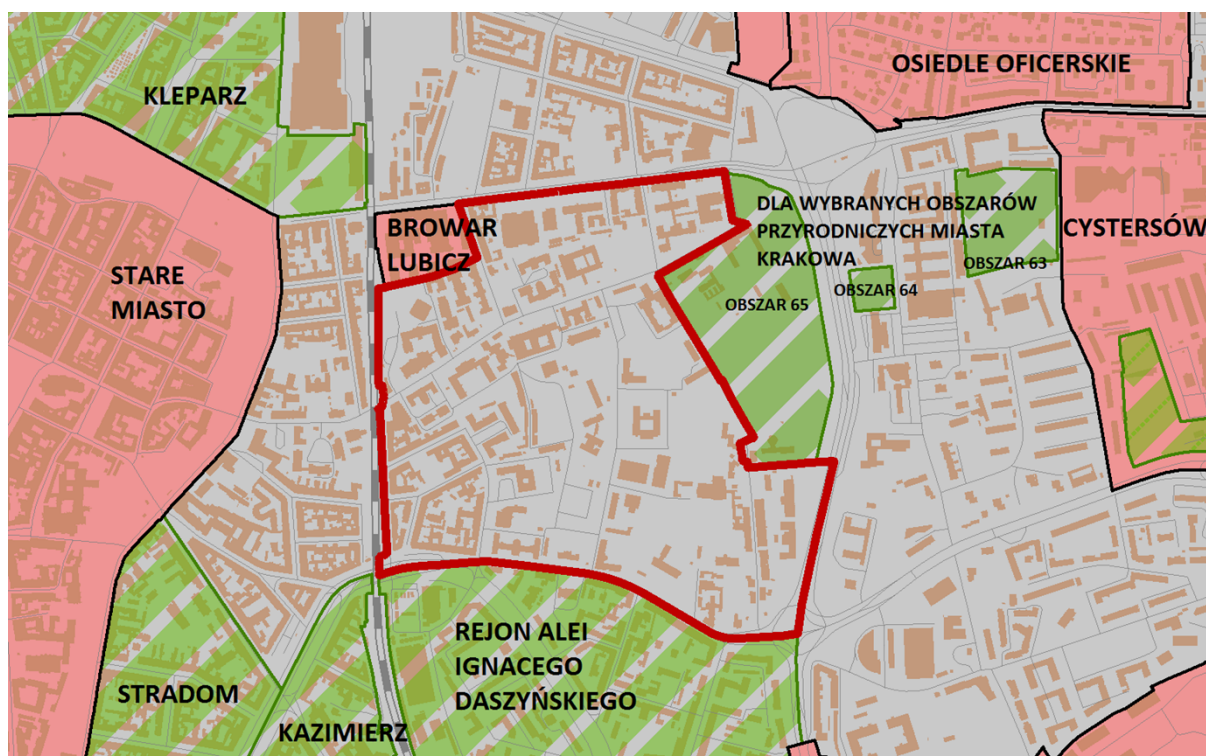 OSIEDLE OFICERSKIE
KLEPARZ
DLA WYBRANYCH OBSZARÓW
PRZYRODNICZYCH MIASTA
KRAKOWA
BROWAR
LUBICZ
CYSTERSÓW
OBSZAR 63
STARE
MIASTO
OBSZAR 64
OBSZAR 65
REJON ALEI
IGNACEGO
DASZYŃSKIEGO
STRADOM
KAZIMIERZ